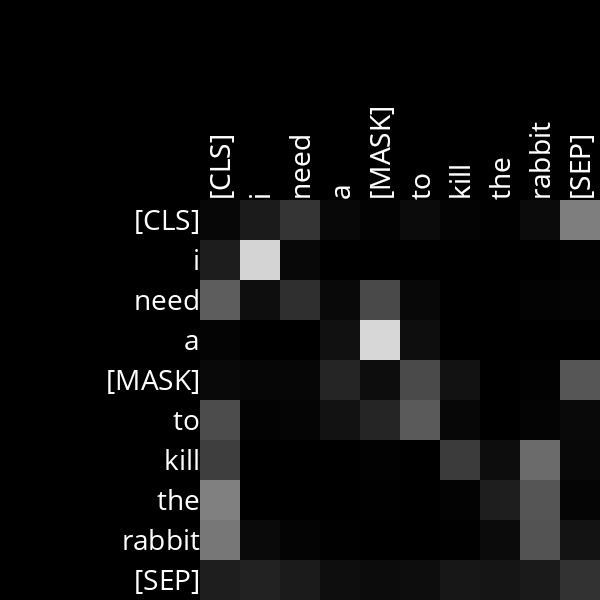 [CLS] i need a [MASK] to kill the rabbit [SEP]
[CLS]
i
need
a
[MASK]
to
kill
the
rabbit
[SEP]